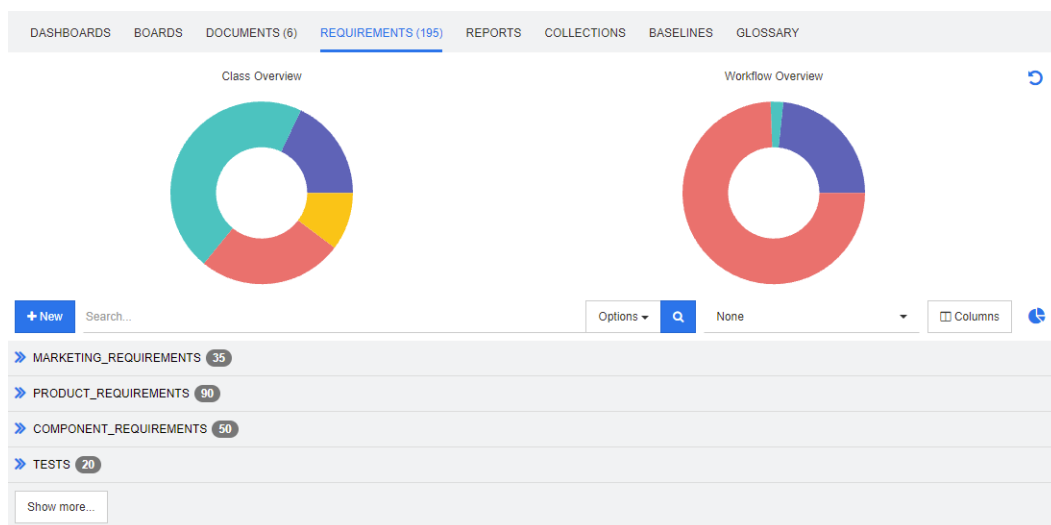 DASHBOARDS BOARDS DOCUMENTS (6) REQUIREMENTS (195) REPORTS COLLECTIONS BASELINES GLOSSARY
Class Overview Workflow Overview
+ New Search... Options None Columns
MARKETING_REQUIREMENTS 35
PRODUCT_REQUIREMENTS 90
COMPONENT_REQUIREMENTS 50
TESTS 20
Show more...